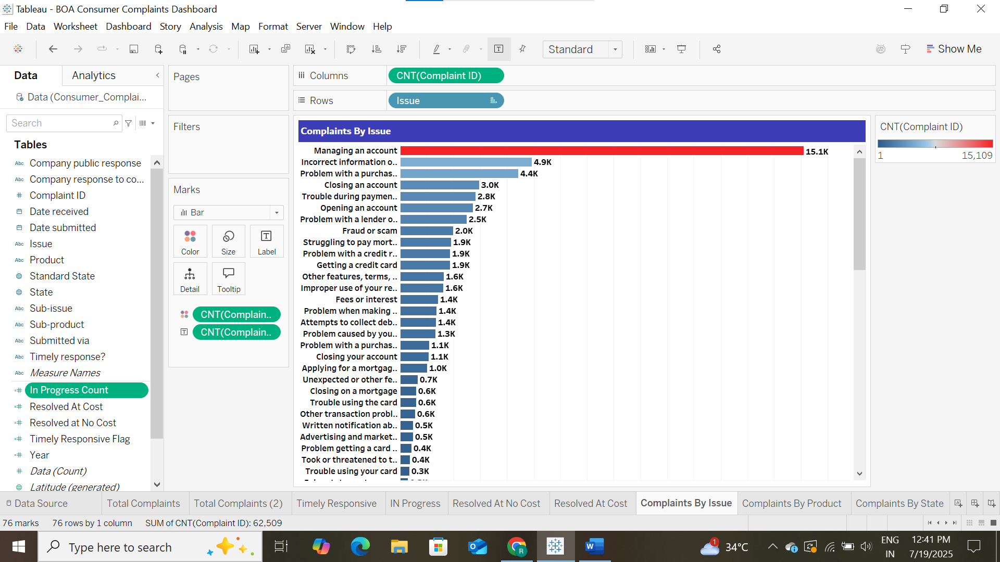 Tableau - BOA Consumer Complaints Dashboard
File Data Worksheet Dashboard Story Analysis Map Format Server Window Help
Standard
Show Me
Data
Analytics
Data (Consumer_Complai...
Search
Tables
Abc Company public response
Abc Company response to co...
# Complaint ID
Date received
Date submitted
Abc Issue
Abc Product
Standard State
State
Abc Sub-issue
Abc Sub-product
Abc Submitted via
Abc Timely response?
Abc Measure Names
=# In Progress Count
=# Resolved At Cost
=# Resolved at No Cost
=# Timely Responsive Flag
=# Year
# Data (Count)
Latitude (generated)
Pages
Filters
Marks
Bar
Color
Size
Label
Detail
Tooltip
CNT(Complain..
CNT(Complain..
Columns
CNT(Complaint ID)
Rows
Issue
Complaints By Issue
Managing an account 15.1K
Incorrect information o.. 4.9K
Problem with a purchas.. 4.4K
Closing an account 3.0K
Trouble during paymen.. 2.8K
Opening an account 2.7K
Problem with a lender o.. 2.5K
Fraud or scam 2.0K
Struggling to pay mort.. 1.9K
Problem with a credit r.. 1.9K
Getting a credit card 1.9K
Other features, terms, .. 1.6K
Improper use of your re.. 1.6K
Fees or interest 1.4K
Problem when making .. 1.4K
Attempts to collect deb.. 1.4K
Problem caused by you.. 1.3K
Problem with a purchas.. 1.1K
Closing your account 1.1K
Applying for a mortgag.. 1.0K
Unexpected or other fe.. 0.7K
Closing on a mortgage 0.6K
Trouble using the card 0.6K
Other transaction probl.. 0.6K
Written notification ab.. 0.5K
Advertising and market.. 0.5K
Problem getting a card .. 0.4K
Took or threatened to t.. 0.4K
Trouble using your card 0.3K
CNT(Complaint ID)
1 15,109
Data Source
Total Complaints
Total Complaints (2)
Timely Responsive
IN Progress
Resolved At No Cost
Resolved At Cost
Complaints By Issue
Complaints By Product
Complaints By State
76 marks 76 rows by 1 column SUM of CNT(Complaint ID): 62,509
Type here to search
1
34°C
ENG
IN
12:41 PM
7/19/2025